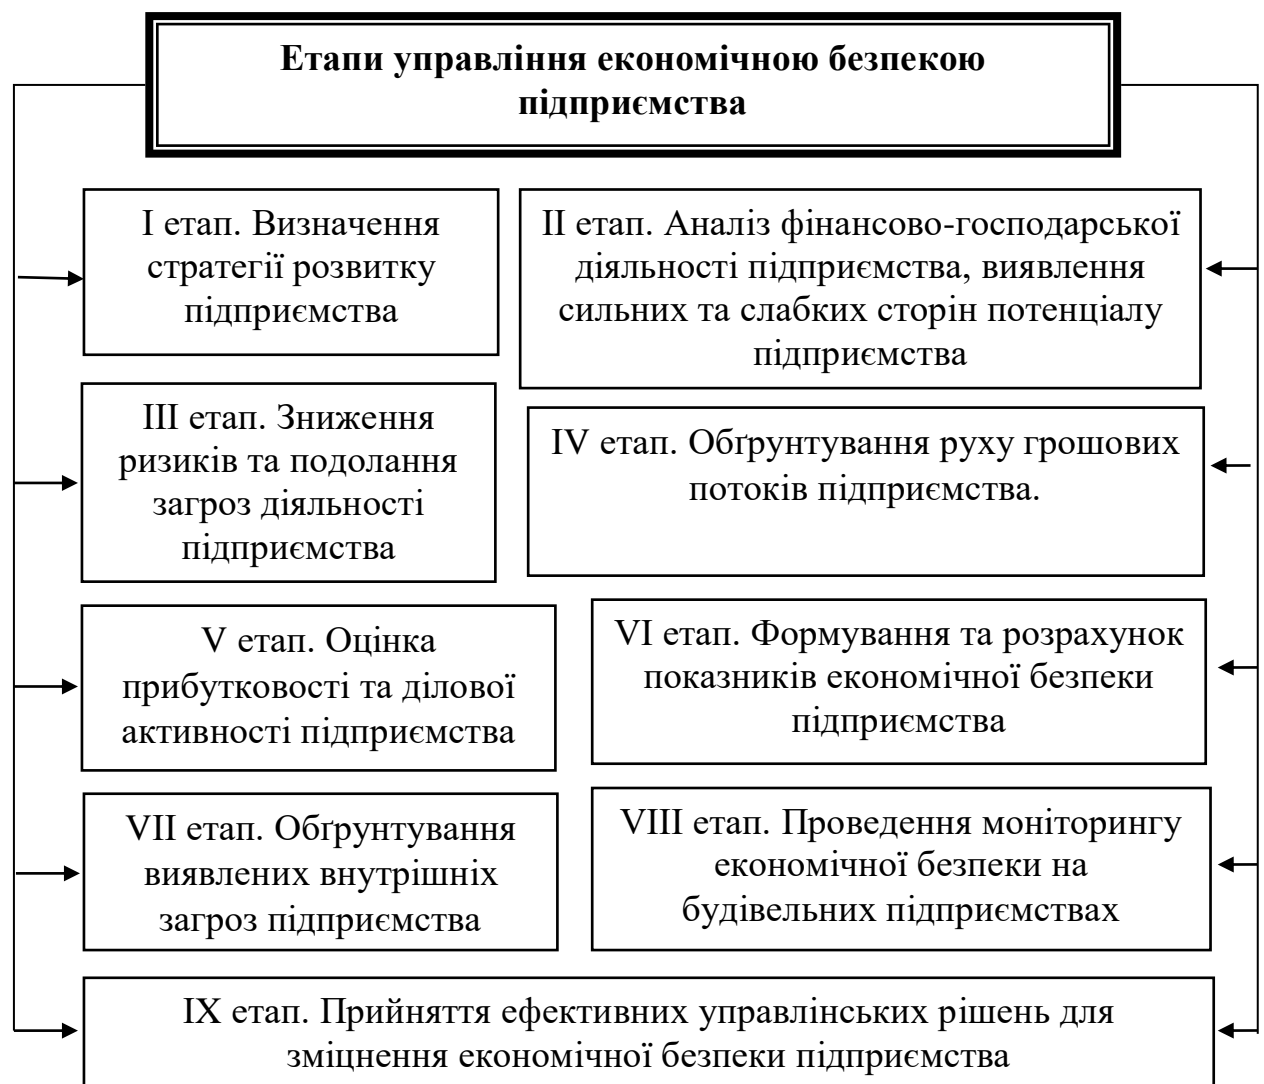 Етапи управління економічною безпекою
підприємства
І етап. Визначення
стратегії розвитку
підприємства
ІІ етап. Аналіз фінансово-господарської
діяльності підприємства, виявлення
сильних та слабких сторін потенціалу
підприємства
ІІІ етап. Зниження
ризиків та подолання
загроз діяльності
підприємства
IV етап. Обґрунтування руху грошових
потоків підприємства.
V етап. Оцінка
прибутковості та ділової
активності підприємства
VI етап. Формування та розрахунок
показників економічної безпеки
підприємства
VII етап. Обґрунтування
виявлених внутрішніх
загроз підприємства
VIII етап. Проведення моніторингу
економічної безпеки на
будівельних підприємствах
IX етап. Прийняття ефективних управлінських рішень для
зміцнення економічної безпеки підприємства